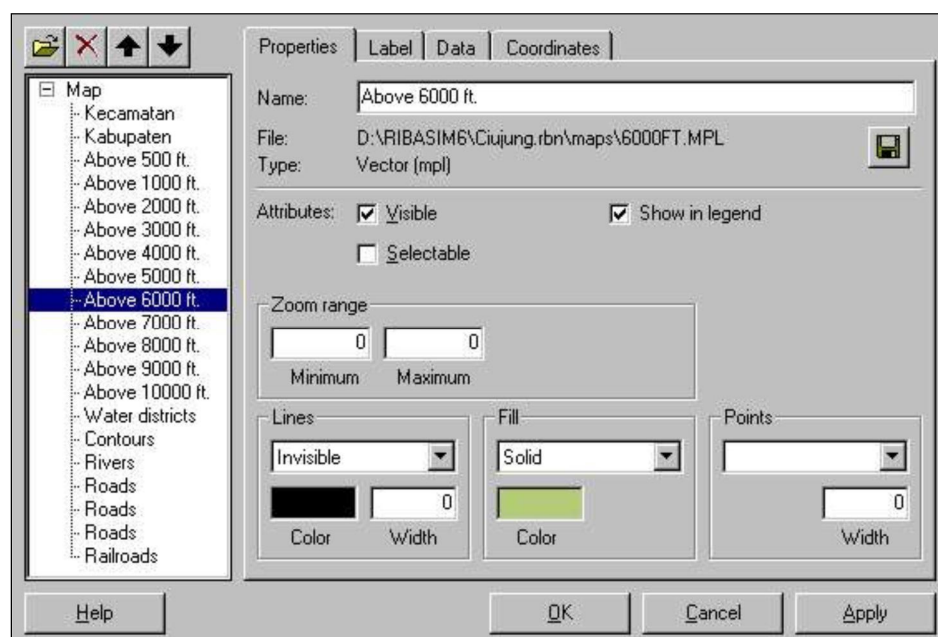 Map
Kecamatan
Kabupaten
Above 500 ft.
Above 1000 ft.
Above 2000 ft.
Above 3000 ft.
Above 4000 ft.
Above 5000 ft.
Above 6000 ft.
Above 7000 ft.
Above 8000 ft.
Above 9000 ft.
Above 10000 ft.
Water districts
Contours
Rivers
Roads
Roads
Roads
Railroads
Properties Label Data Coordinates
Name: Above 6000 ft.
File: D:\RIBASIM6\Ciujung.rbn\maps\6000FT.MPL
Type: Vector (mpl)
Attributes: Visible Show in legend
Selectable
Zoom range
0 0
Minimum Maximum
Lines Fill Points
Invisible Solid
0 0
Color Width Color Width
Help OK Cancel Apply